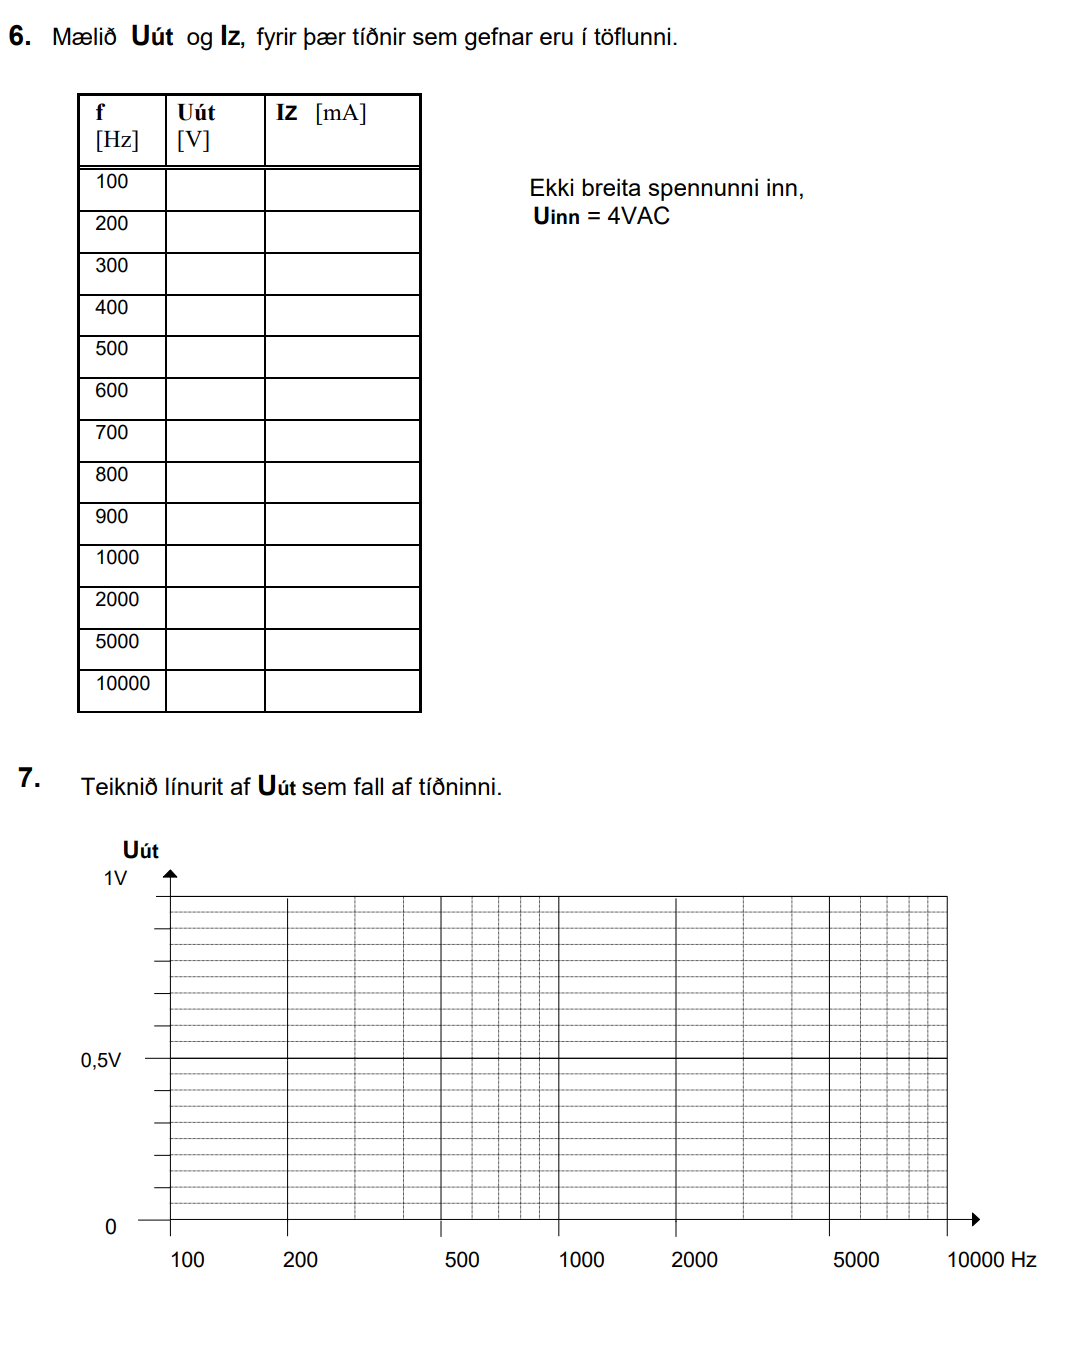 6. Mælið Uút og Iz, fyrir þær tíðnir sem gefnar eru í töflunni.
f Uút IZ [mA]
[Hz] [V]
100
200
300
400
500
600
700
800
900
1000
2000
5000
10000
Ekki breita spennunni inn,
Uinn = 4VAC
7. Teiknið línurit af Uút sem fall af tíðninni.
Uút
1V
0,5V
0
100 200 500 1000 2000 5000 10000 Hz